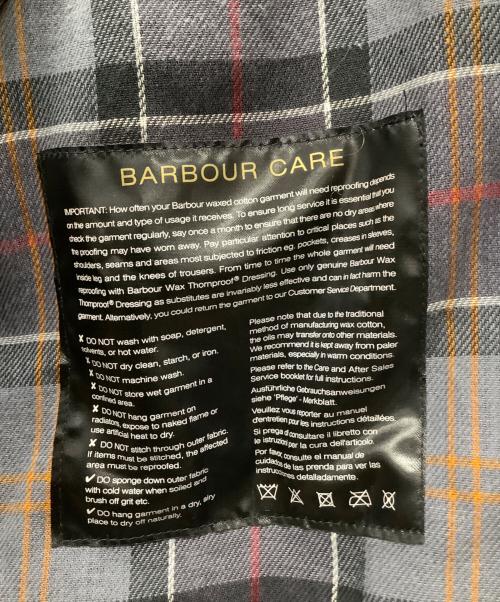 BARBOUR CARE
IMPORTANT: How often your Barbour waxed cotton garment will need reproofing depends
on the amount and type of usage it receives. To ensure long service it is essential that you
check the garment regularly, say once a month to ensure that there are no dry areas where
the proofing may have worn away. Pay particular attention to critical places such as the
shoulders, seams and areas most subjected to friction eg. pockets, creases in sleeves,
inside leg and the knees of trousers. From time to time the whole garment will need
reproofing with Barbour Wax Thornproof® Dressing. Use only genuine Barbour Wax
Thornproof® Dressing as substitutes are invariably less effective and can in fact harm the
garment. Alternatively, you could return the garment to our Customer Service Department.
✗ DO NOT wash with soap, detergent,
solvents, or hot water.
✗ DO NOT dry clean, starch, or iron.
✗ DO NOT machine wash.
✗ DO NOT store wet garment in a
confined area.
✗ DO NOT hang garment on
radiators, expose to naked flame or
use artificial heat to dry.
✗ DO NOT stitch through outer fabric.
If items must be stitched, the affected
area must be reproofed.
✓ DO sponge down outer fabric
with cold water when soiled and
brush off grit etc.
✓ DO hang garment in a dry, airy
place to dry off naturally.
Please note that due to the traditional
method of manufacturing wax cotton,
the oils may transfer onto other materials.
We recommend it is kept away from paler
materials, especially in warm conditions.
Please refer to the Care and After Sales
Service booklet for full instructions.
Ausführliche Gebrauchsanweisungen
siehe 'Pflege' - Merkblatt.
Veuillez vous reporter au manuel
d'entretien pour les instructions détaillées.
Si prega di consultare il libretto con
le istruzioni per la cura dell'articolo.
Por favor, consulte el manual de
cuidados de las prendas para ver las
instrucciones detalladamente.